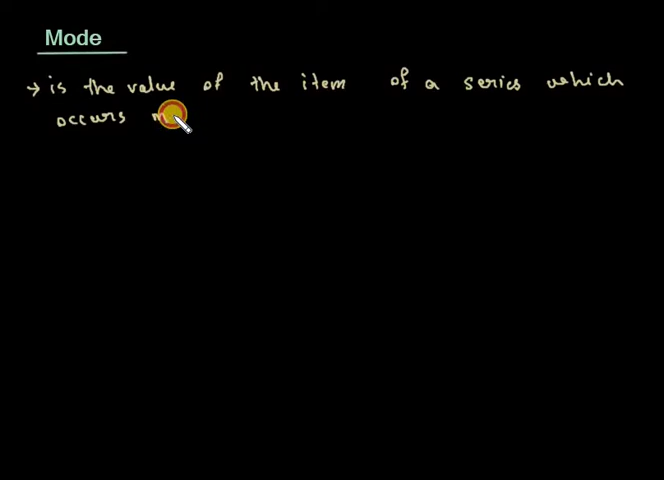 Mode
→ is the value of the item of a series which
occurs